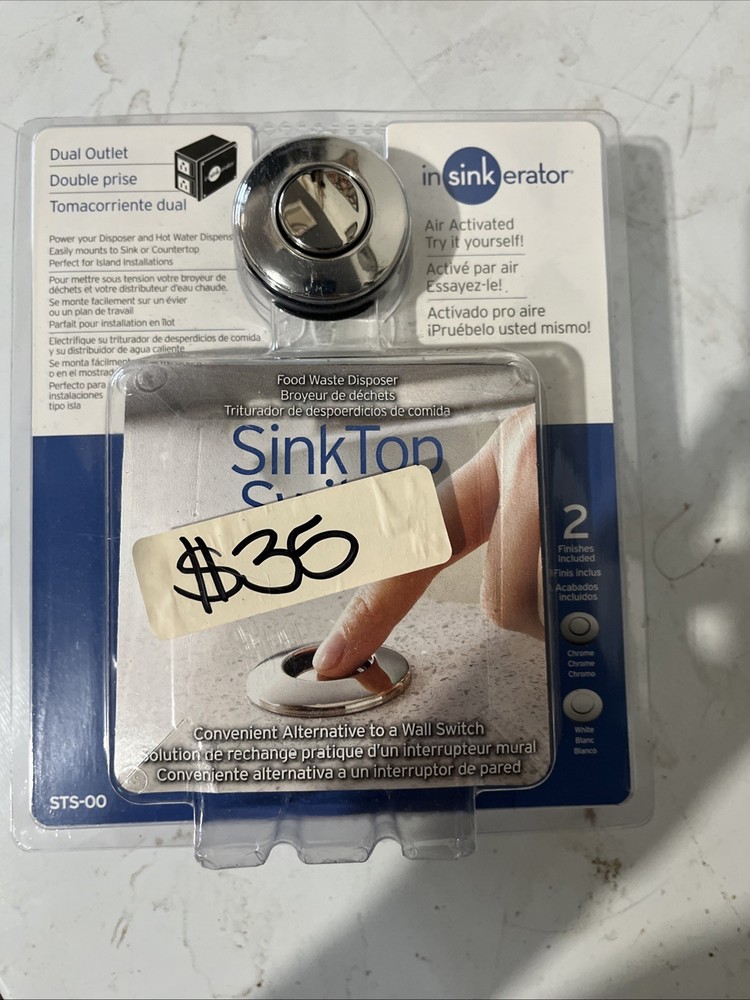 Dual Outlet
Double prise
Tomacorriente dual
Power your Disposer and Hot Water Dispens
Easily mounts to Sink or Countertop
Perfect for Island Installations
Pour mettre sous tension votre broyeur de
déchets et votre distributeur d'eau chaude.
Se monte facilement sur un évier
ou un plan de travail
Parfait pour installation en îlot
Electrifique su triturador de desperdicios de comida
y su distribuidor de agua caliente
Se monta fácilment
o en el mostrad
Perfecto para
instalaciones
tipo isla
insinkerator
Air Activated
Try it yourself!
Activé par air
Essayez-le!
Activado pro aire
¡Pruébelo usted mismo!
Food Waste Disposer
Broyeur de déchets
Triturador de despoerdicios de comida
SinkTop
$35
2
Finishes
Included
Finis inclus
Acabados
incluidos
Chrome
Chrome
Chromo
White
Blanc
Blanco
Convenient Alternative to a Wall Switch
Solution de rechange pratique d'un interrupteur mural
Conveniente alternativa a un interruptor de pared
STS-00